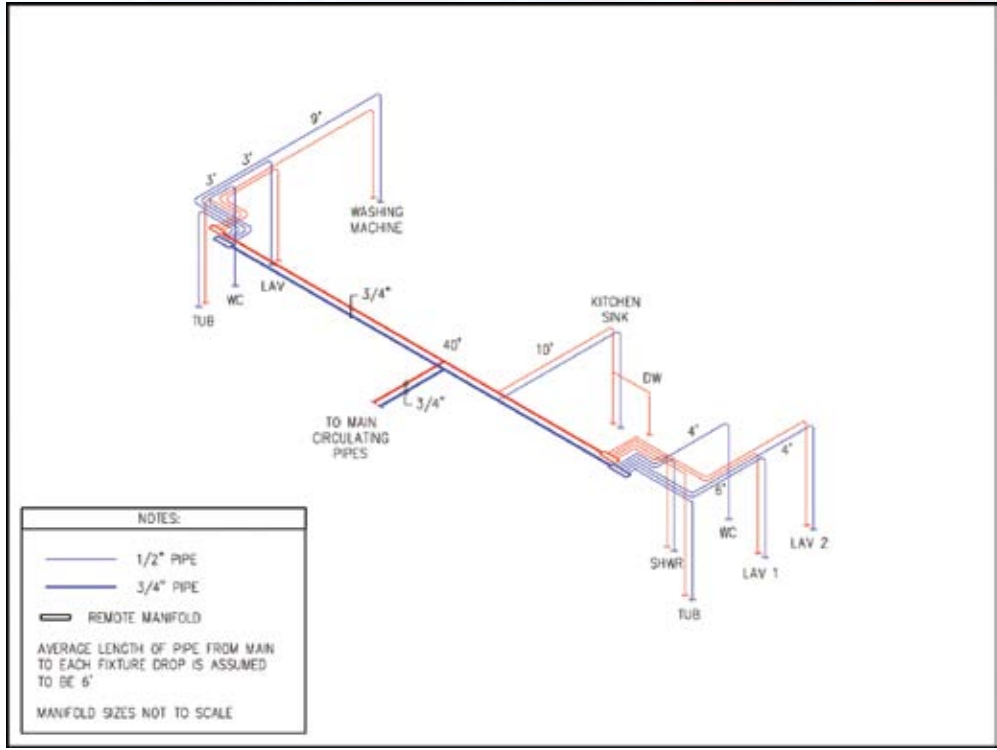 9'
3'
3'
WASHING
MACHINE
LAV
WC
TUB
3/4"
40'
KITCHEN
SINK
10'
DW
3/4"
TO MAIN
CIRCULATING
PIPES
4'
4'
6'
WC
LAV 2
SHWR
LAV 1
TUB
NOTES:
1/2" PIPE
3/4" PIPE
REMOTE MANIFOLD
AVERAGE LENGTH OF PIPE FROM MAIN
TO EACH FIXTURE DROP IS ASSUMED
TO BE 6'
MANIFOLD SIZES NOT TO SCALE